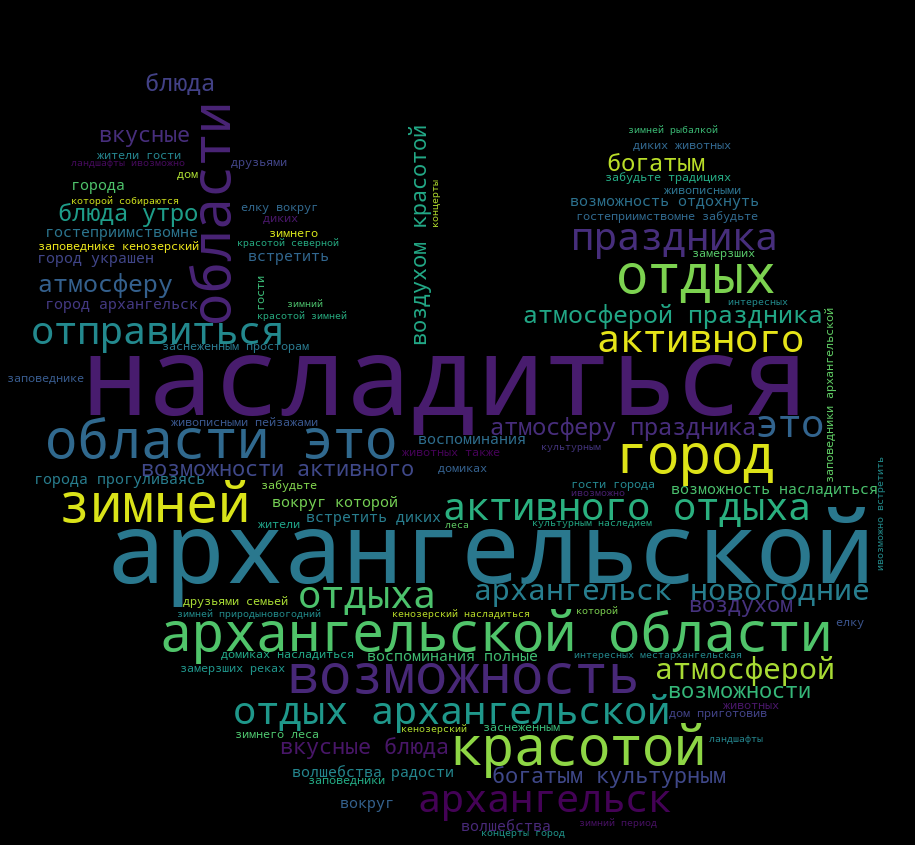 блюда
области
вкусные
воздухом красотой
зимней рыбалкой
диких животных
жители гости
ландшафты ивозможно
друзьями
богатым
дом
забудьте традициях
города
концерты
живописными
которой собираются
возможность отдохнуть
блюда утро
елку вокруг
диких
гостеприимствомне забудьте
гостеприимствомне
зимнего
праздника
заповеднике кенозерский
красотой северной
город украшен
встретить
замерзших
отдых
атмосферу
гости
город архангельск
зимний
интересных
красотой зимней
атмосферой праздника
заповедники архангельской
отправиться
заснеженным просторам
активного
насладиться
заповеднике
живописными пейзажами
атмосферу праздника
это
области это
воспоминания
животных также
культурным
город
возможности активного
домиках
города прогуливаясь
забудьте
гости города
ивозможно
возможность насладиться
ивозможно встретить
зимней
вокруг которой
активного отдыха
встретить диких
жители
леса
культурным наследием
архангельской
отдыха
архангельск новогодние
друзьями семьей
воздухом
зимней природыновогодний
кенозерский насладиться
которой
архангельской области
елку
домиках насладиться
воспоминания полные
интересных местархангельская
замерзших реках
возможность
атмосферой
возможности
отдых архангельской
животных
дом приготовив
зимнего леса
кенозерский
заснеженным
вкусные блюда
красотой
ландшафты
волшебства радости
заповедники
богатым культурным
вокруг
архангельск
волшебства
зимний период
концерты город